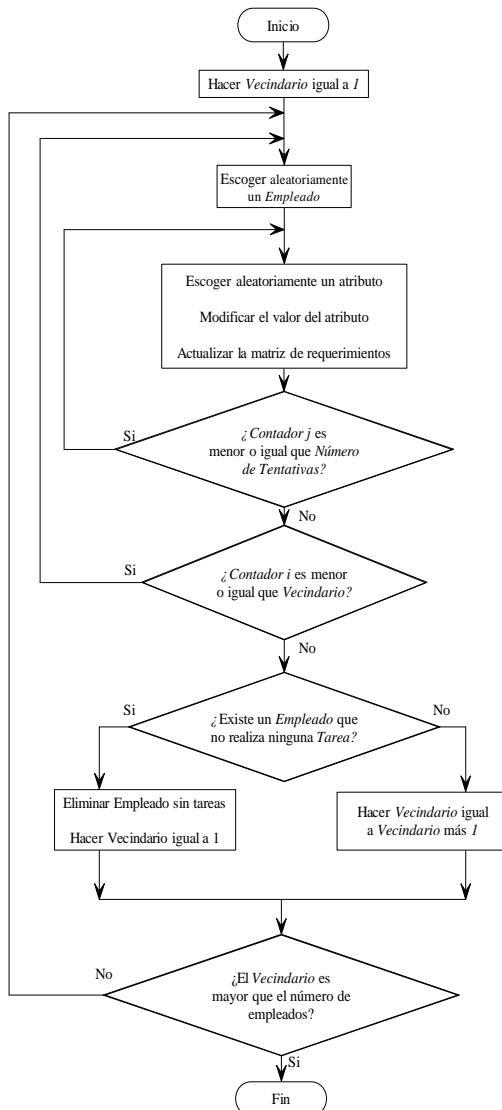 Inicio
Hacer Vecindario igual a 1
Escoger aleatoriamente
un Empleado
Escoger aleatoriamente un atributo
Modificar el valor del atributo
Actualizar la matriz de requerimientos
Si
¿Contador j es
menor o igual que Número
de Tentativas?
No
Si
¿Contador i es menor
o igual que Vecindario?
No
Si
¿Existe un Empleado que
no realiza ninguna Tarea?
No
Eliminar Empleado sin tareas
Hacer Vecindario igual a 1
Hacer Vecindario igual
a Vecindario más 1
No
¿El Vecindario es
mayor que el número de
empleados?
Si
Fin